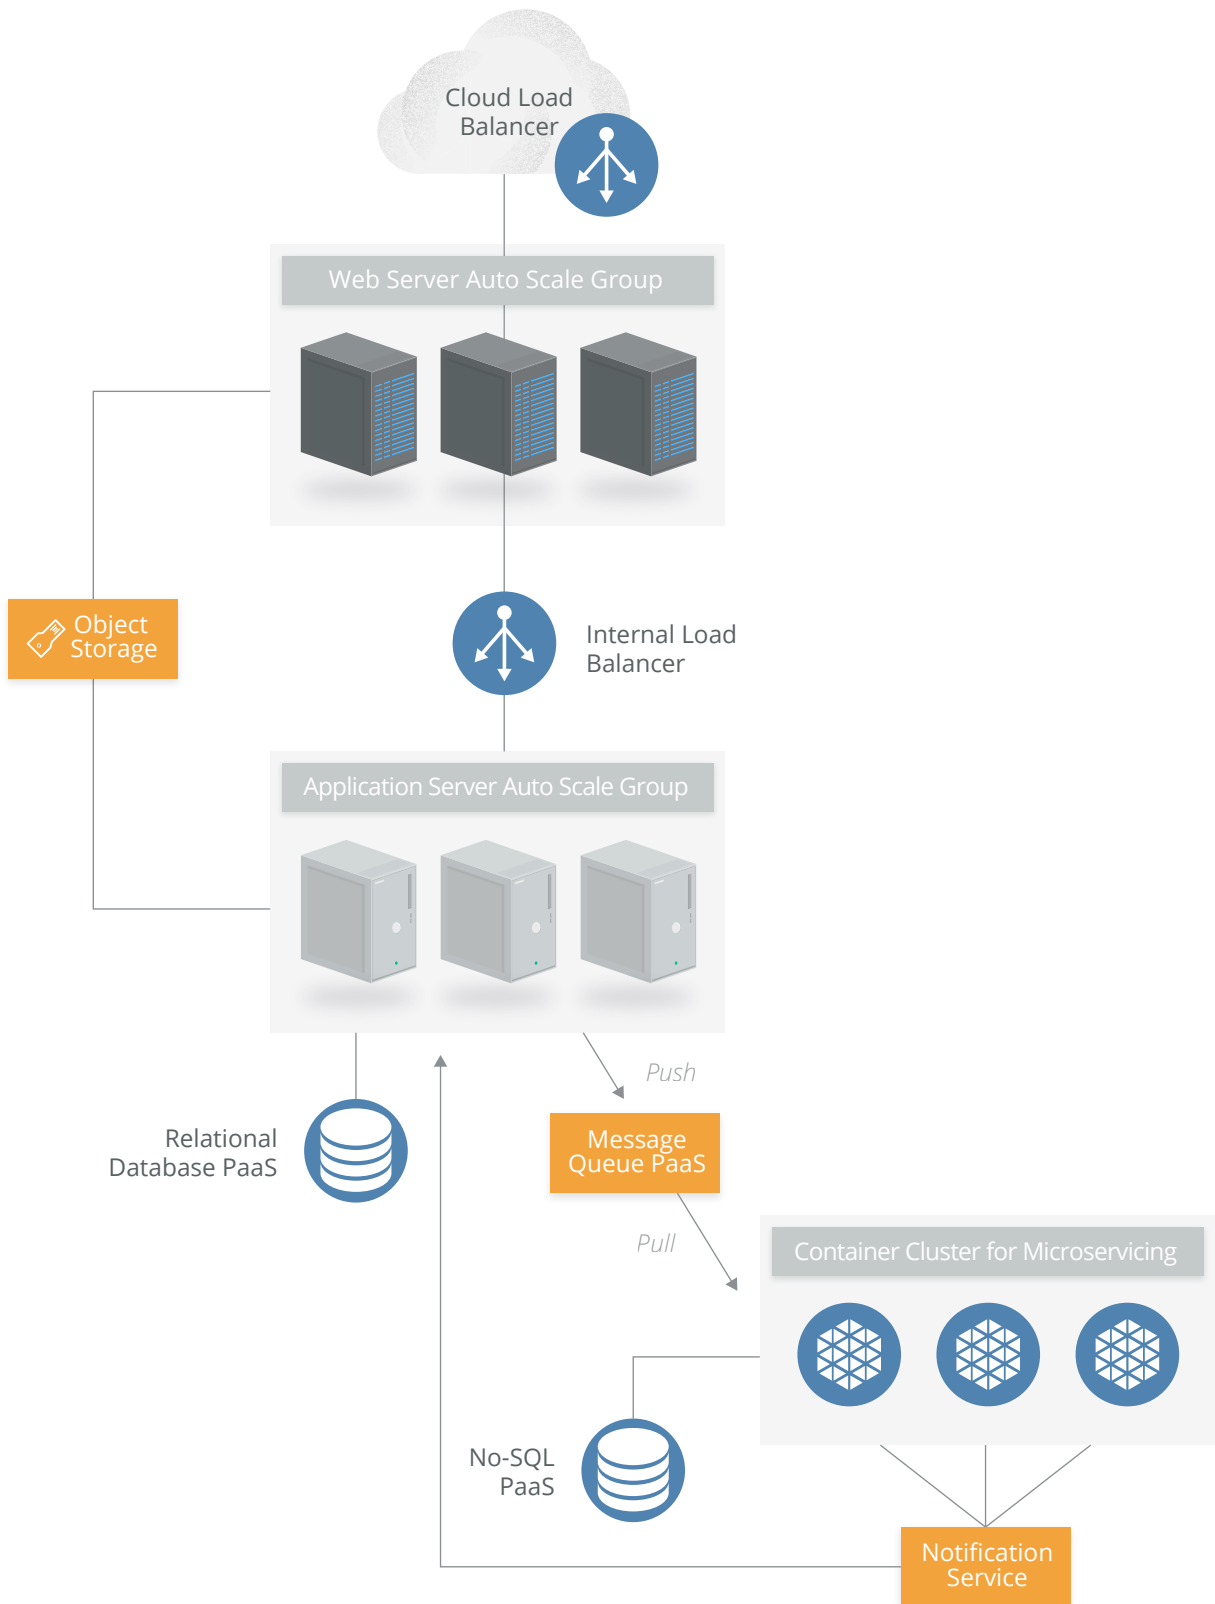 Cloud Load
Balancer
Web Server Auto Scale Group
Object
Storage
Internal Load
Balancer
Application Server Auto Scale Group
Push
Relational
Database PaaS
Message
Queue PaaS
Pull
Container Cluster for Microservicing
No-SQL
PaaS
Notification
Service